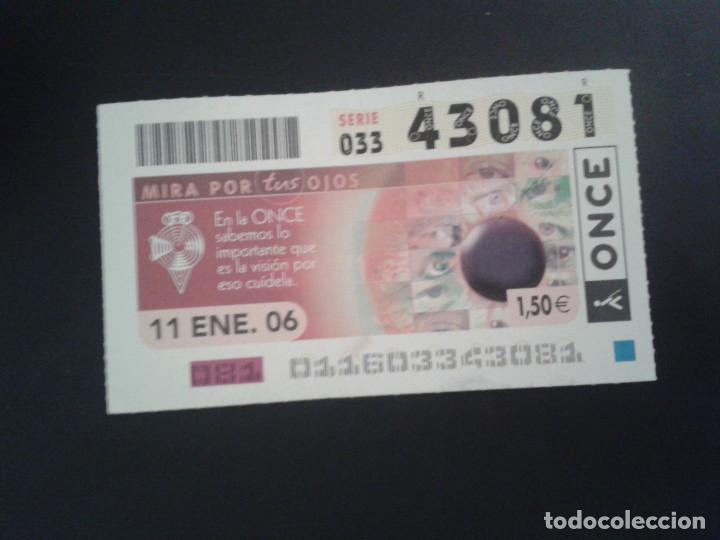 SERIE
033
43081
R
R
MIRA POR tus OJOS
En la ONCE
sabemos lo
importante que
es la visión por
eso cuídela.
11 ENE. 06
1,50 €
ONCE
081
011603343081
todocoleccion